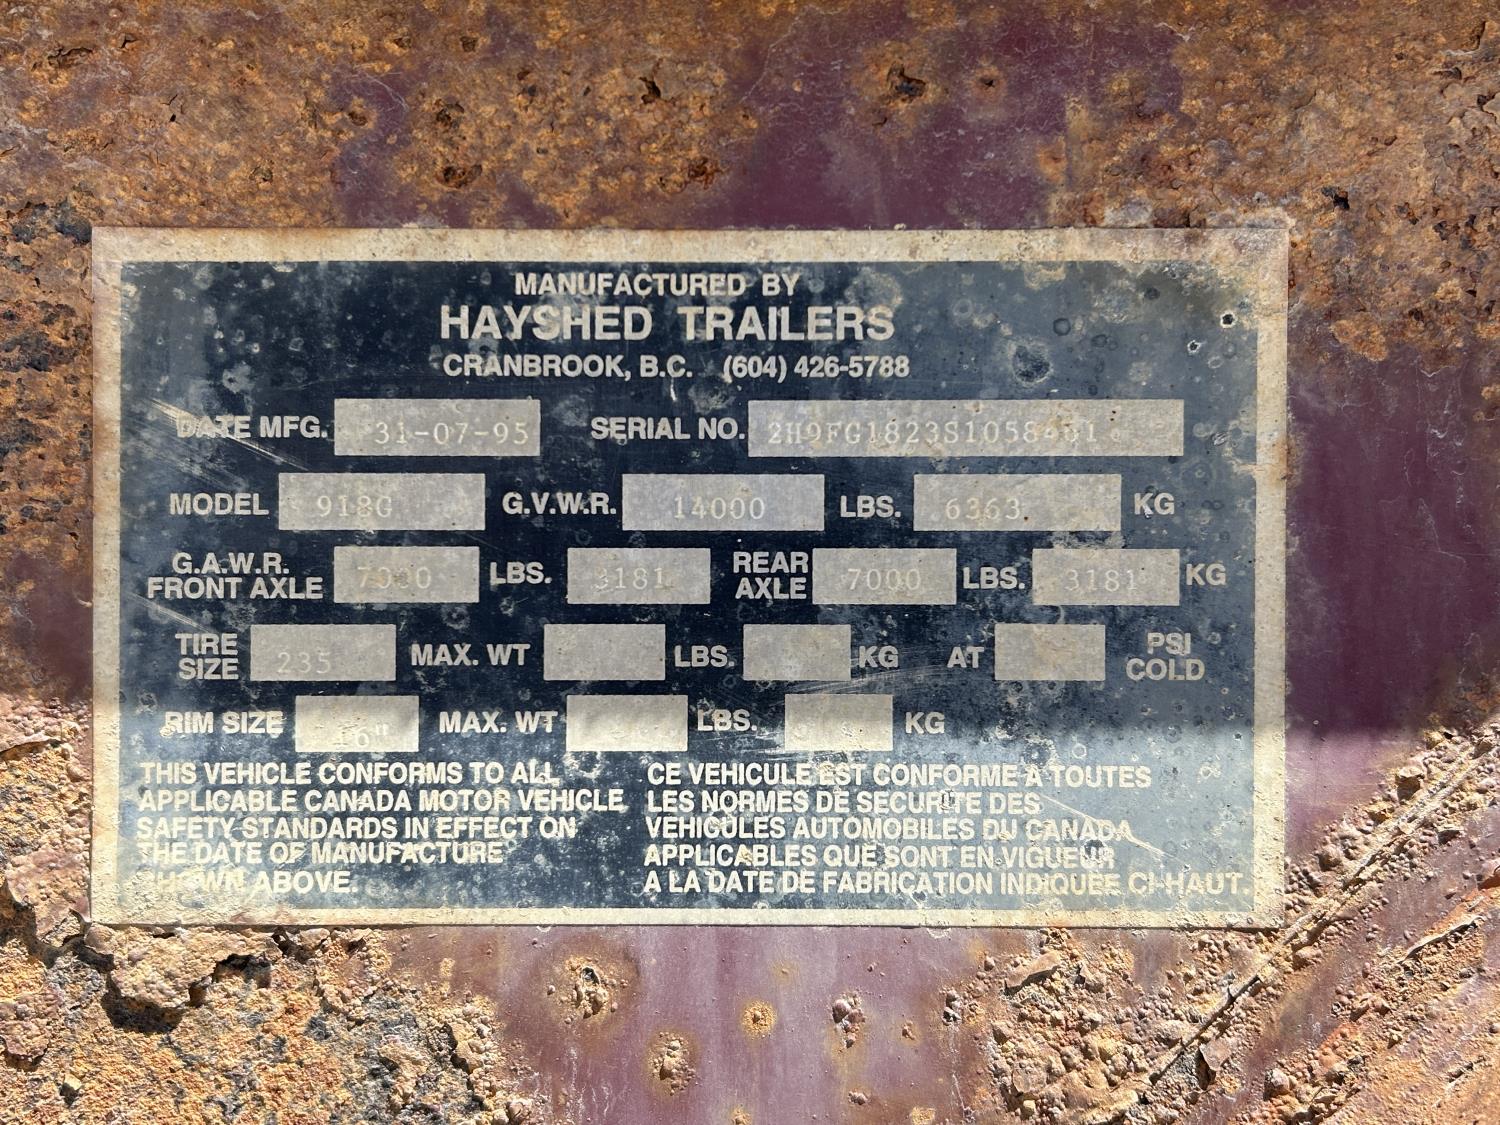 MANUFACTURED BY
HAYSHED TRAILERS
CRANBROOK, B.C. (604) 426-5788
DATE MFG. 31-07-95 SERIAL NO.
MODEL 918G G.V.W.R. 14000 LBS. 6363 KG
G.A.W.R. FRONT AXLE 7000 LBS. 3181 REAR AXLE 7000 LBS. 3181 KG
TIRE SIZE 235 MAX. WT LBS. KG AT PSI COLD
RIM SIZE 16" MAX. WT LBS. KG
THIS VEHICLE CONFORMS TO ALL
APPLICABLE CANADA MOTOR VEHICLE
SAFETY STANDARDS IN EFFECT ON
THE DATE OF MANUFACTURE
SHOWN ABOVE.
CE VEHICULE EST CONFORME A TOUTES
LES NORMES DE SECURITE DES
VEHICULES AUTOMOBILES DU CANADA
APPLICABLES QUE SONT EN VIGUEUR
A LA DATE DE FABRICATION INDIQUEE CI-HAUT.